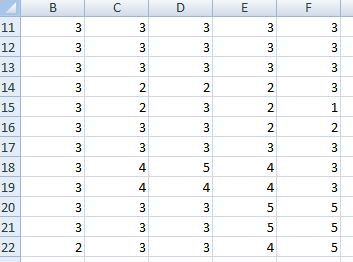 B C D E F
11 3 3 3 3 3
12 3 3 3 3 3
13 3 3 3 3 3
14 3 2 2 2 3
15 3 2 3 2 1
16 3 3 3 2 2
17 3 3 3 3 3
18 3 4 5 4 3
19 3 4 4 4 3
20 3 3 3 5 5
21 3 3 3 5 5
22 2 3 3 4 5